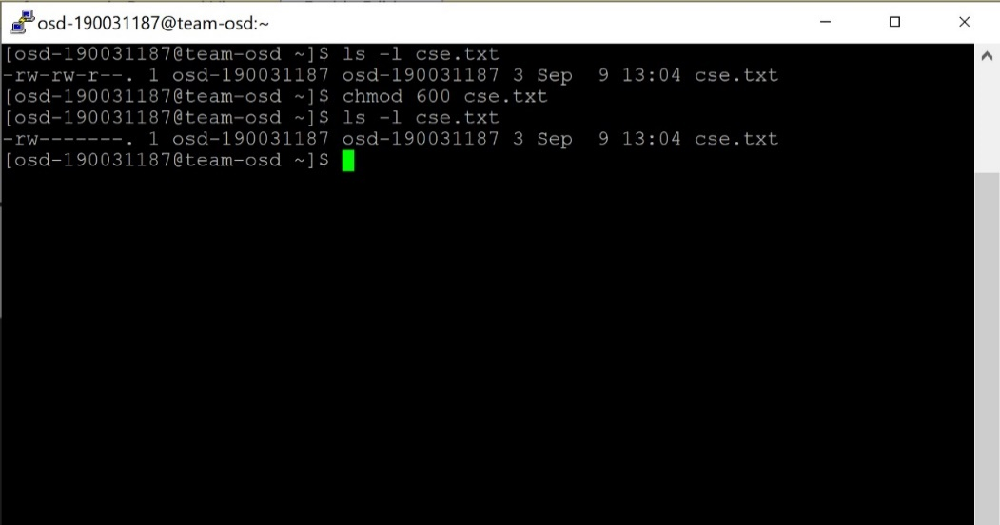 osd-190031187@team-osd:~
[osd-190031187@team-osd ~]$ ls -l cse.txt
-rw-rw-r--. 1 osd-190031187 osd-190031187 3 Sep  9 13:04 cse.txt
[osd-190031187@team-osd ~]$ chmod 600 cse.txt
[osd-190031187@team-osd ~]$ ls -l cse.txt
-rw-------. 1 osd-190031187 osd-190031187 3 Sep  9 13:04 cse.txt
[osd-190031187@team-osd ~]$